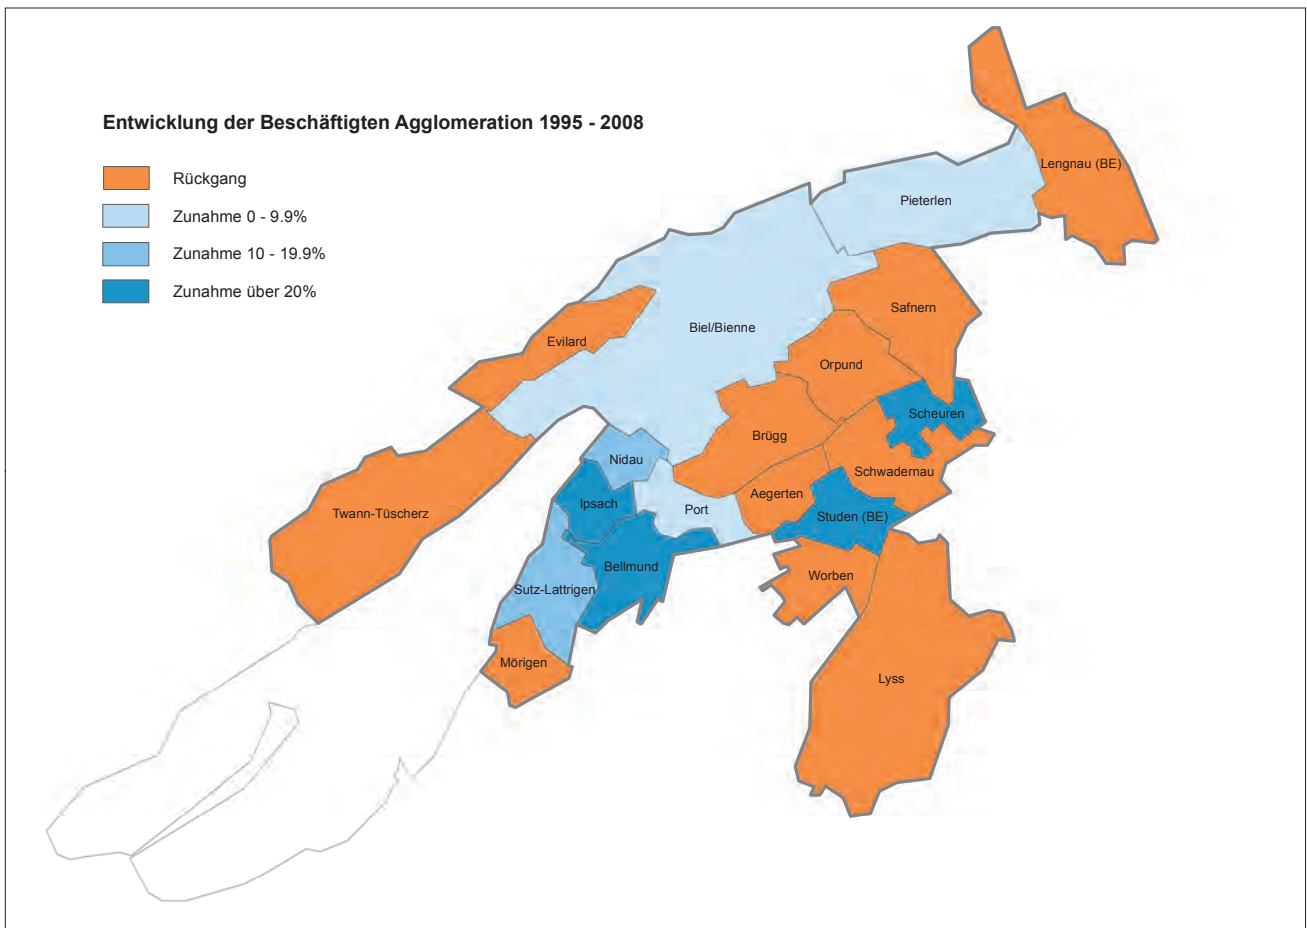 Entwicklung der Beschäftigten Agglomeration 1995 - 2008
Rückgang
Zunahme 0 - 9.9%
Zunahme 10 - 19.9%
Zunahme über 20%
Lengnau (BE)
Pieterlen
Safnern
Biel/Bienne
Evilard
Orpund
Scheuren
Brügg
Nidau
Schwadernau
Aegerten
Ipsach
Port
Twann-Tüscherz
Studen (BE)
Bellmund
Worben
Sutz-Lattrigen
Mörigen
Lyss